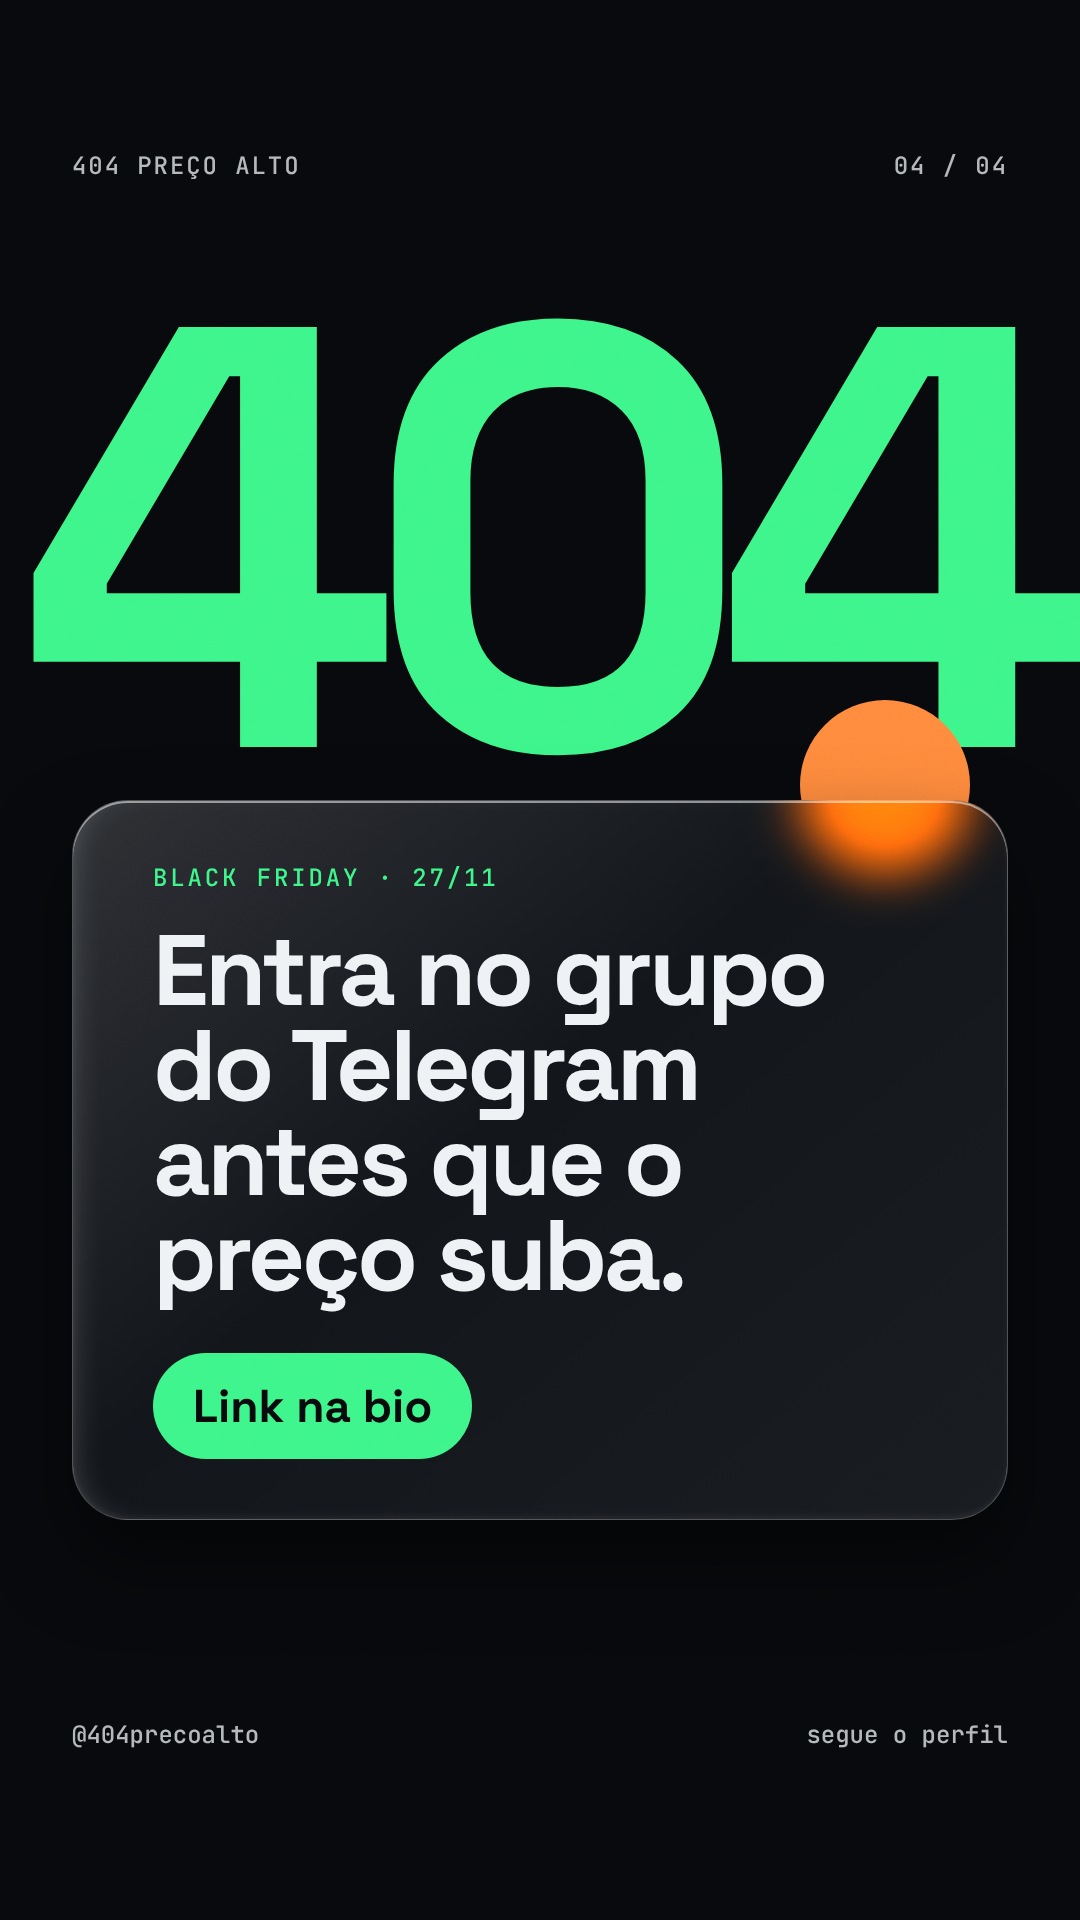 404 PREÇO ALTO
04 / 04
404
BLACK FRIDAY · 27/11
Entra no grupo
do Telegram
antes que o
preço suba.
Link na bio
@404precoalto
segue o perfil